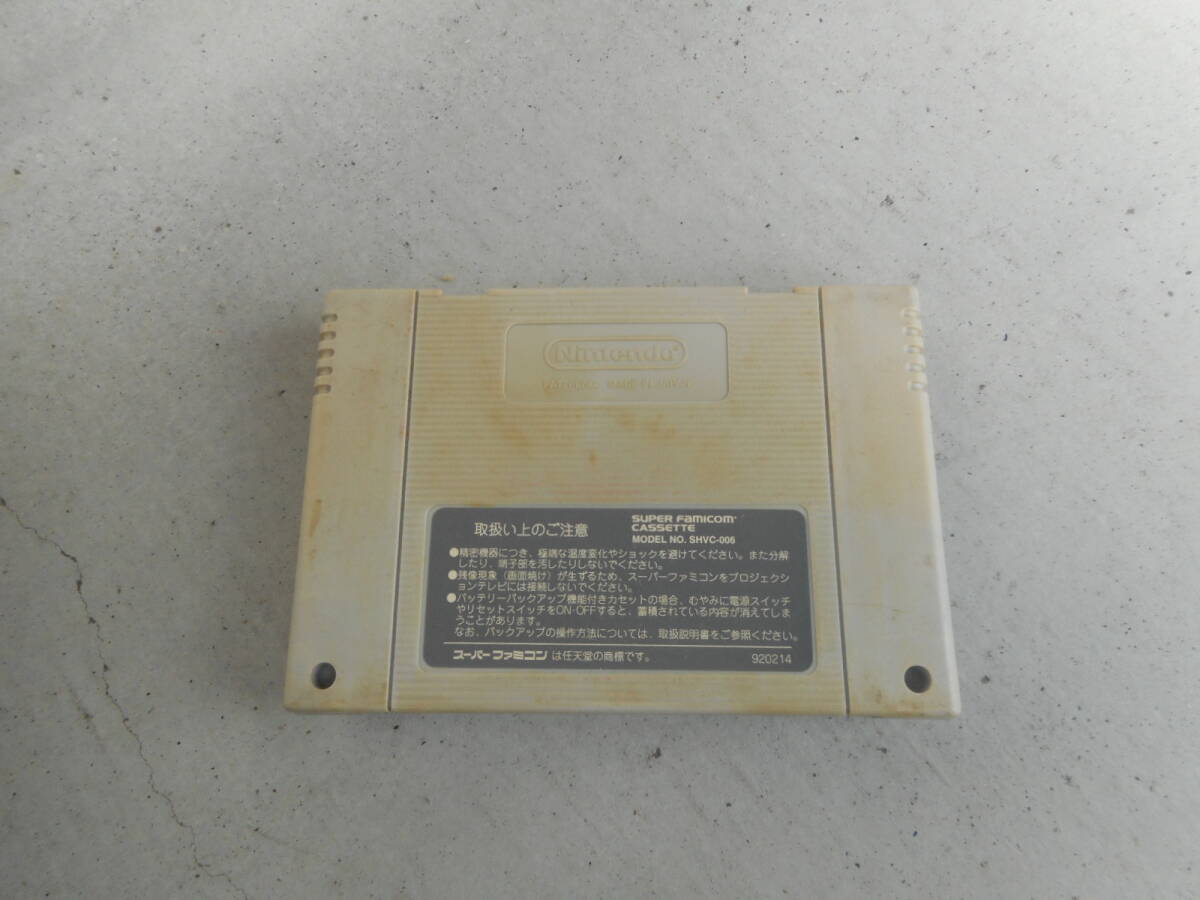 Nintendo
取扱い上のご注意
SUPER FAMICOM
CASSETTE
MODEL NO. SHVC-006
●精密機器につき、極端な温度変化やショックを避けてください。また分解
したり、端子部を汚したりしないでください。
●残像現象（画面焼け）が生ずるため、スーパーファミコンをプロジェクシ
ョンテレビには接続しないでください。
●バッテリーバックアップ機能付きカセットの場合、むやみに電源スイッチ
やリセットスイッチをON・OFFすると、蓄積されている内容が消えてしま
うことがあります。
なお、バックアップの操作方法については、取扱説明書をご参照ください。
スーパーファミコンは任天堂の商標です。
920214